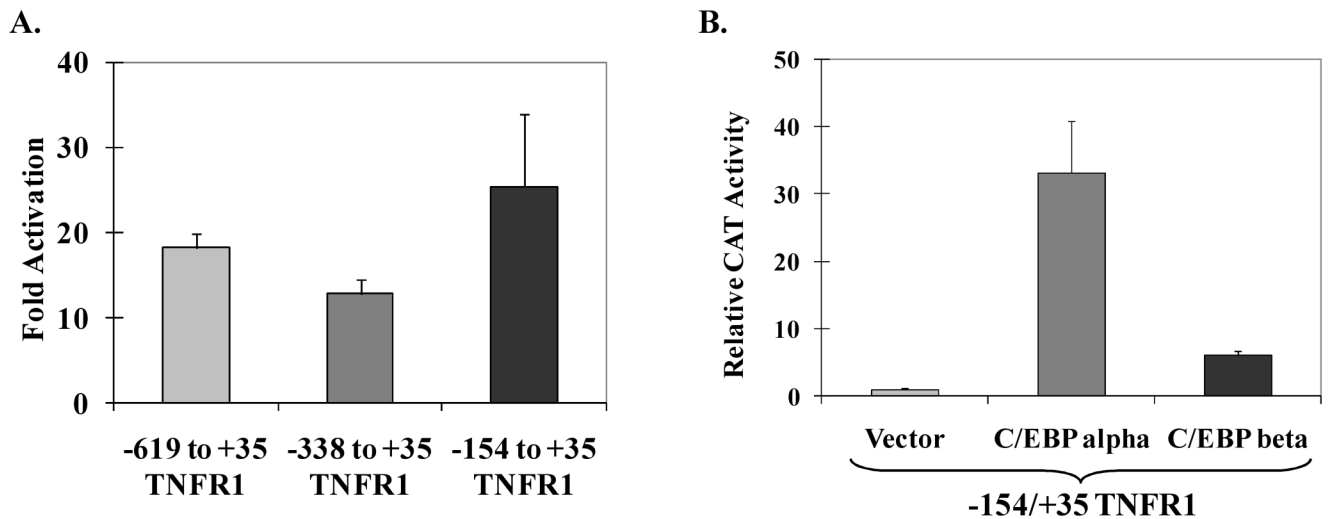 A.
Fold Activation
40
30
20
10
0
-619 to +35
TNFR1
-338 to +35
TNFR1
-154 to +35
TNFR1
B.
Relative CAT Activity
50
40
30
20
10
0
Vector
C/EBP alpha
C/EBP beta
-154/+35 TNFR1